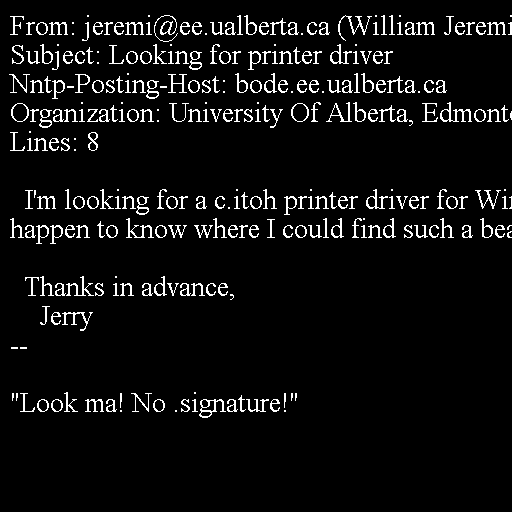 From: jeremi@ee.ualberta.ca (William Jeremi
Subject: Looking for printer driver
Nntp-Posting-Host: bode.ee.ualberta.ca
Organization: University Of Alberta, Edmont
Lines: 8
I'm looking for a c.itoh printer driver for Wi
happen to know where I could find such a bea
Thanks in advance,
Jerry
--
"Look ma! No .signature!"